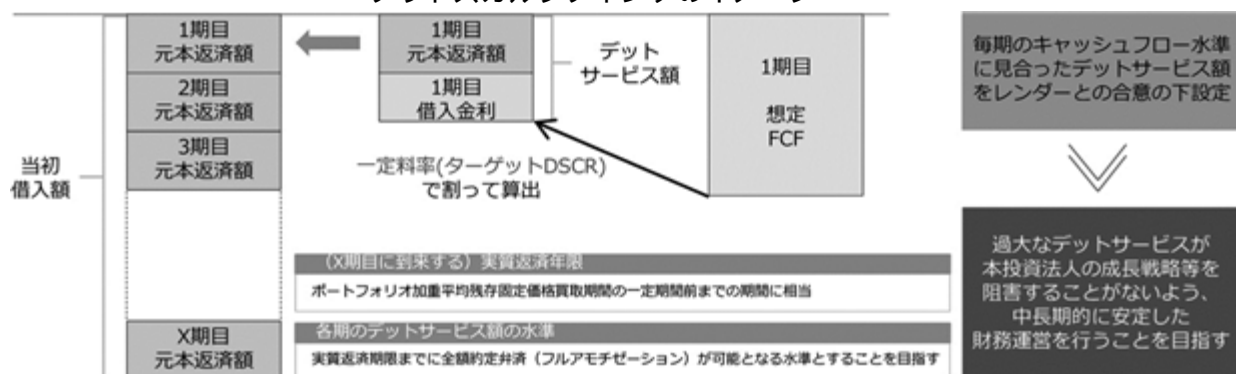 1期目
元本返済額
2期目
元本返済額
3期目
元本返済額
当初
借入額
X期目
元本返済額
1期目
元本返済額
1期目
借入金利
デット
サービス額
1期目
想定
FCF
一定料率(ターゲットDSCR)
で割って算出
(X期目に到来する)実質返済年限
ポートフォリオ加重平均残存固定価格買取期間の一定期間前までの期間に相当
各期のデットサービス額の水準
実質返済期限までに全額約定弁済(フルアモチゼーション)が可能となる水準とすることを目指す
毎期のキャッシュフロー水準
に見合ったデットサービス額
をレンダーとの合意の下設定
過大なデットサービスが
本投資法人の成長戦略等を
阻害することがないよう、
中長期的に安定した
財務運営を行うことを目指す